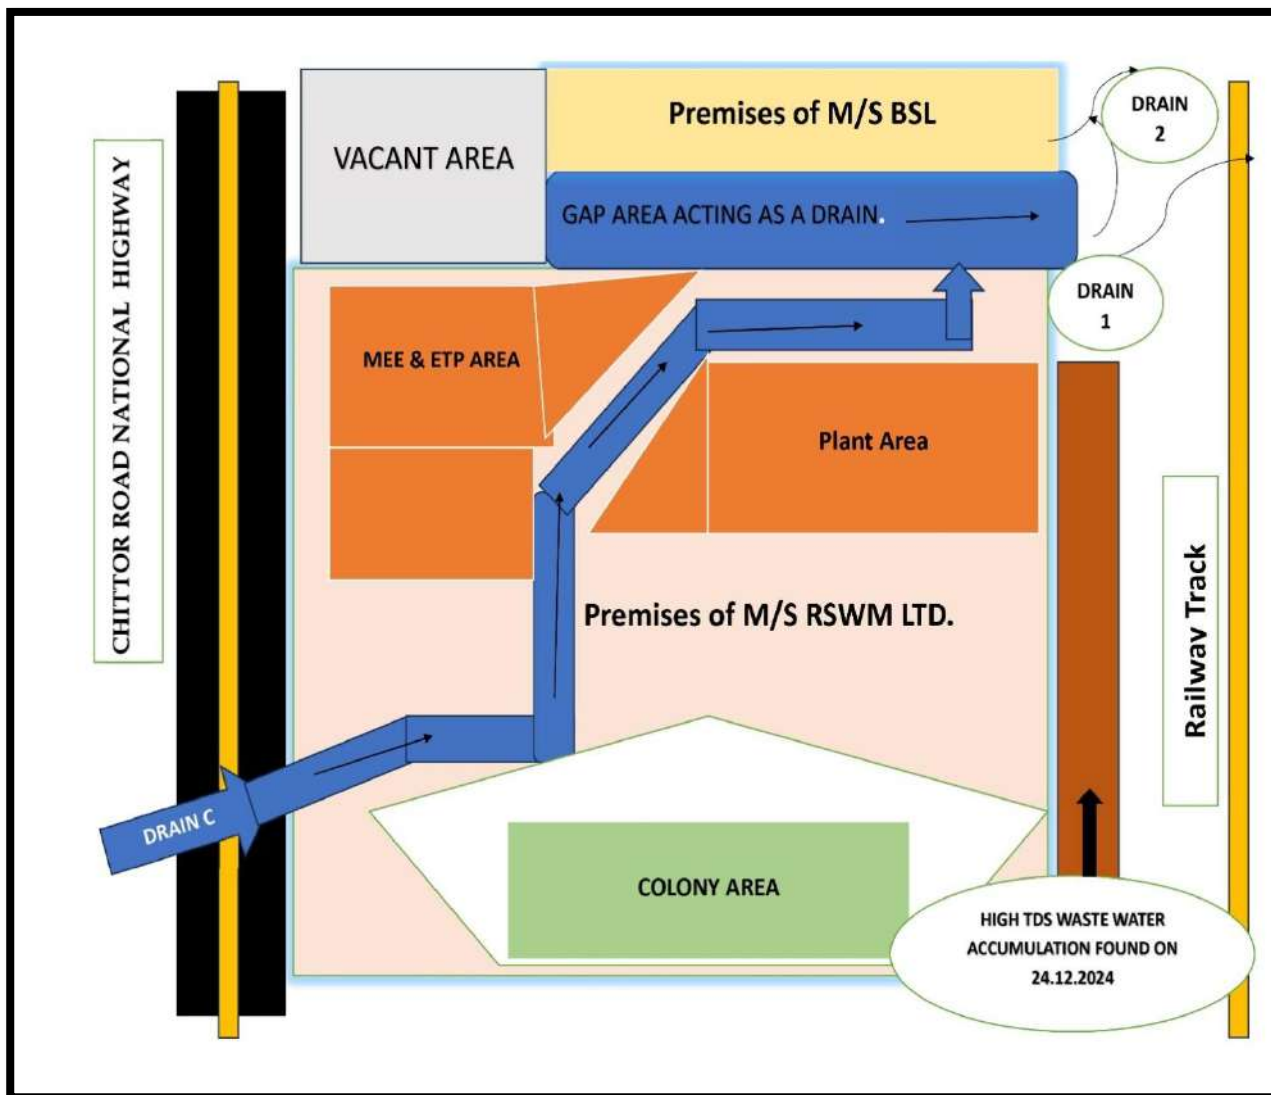 Premises of M/S BSL
DRAIN
2
VACANT AREA
GAP AREA ACTING AS A DRAIN.
CHITTOR ROAD NATIONAL HIGHWAY
DRAIN
1
MEE & ETP AREA
Plant Area
Premises of M/S RSWM LTD.
Railway Track
DRAIN C
COLONY AREA
HIGH TDS WASTE WATER
ACCUMULATION FOUND ON
24.12.2024